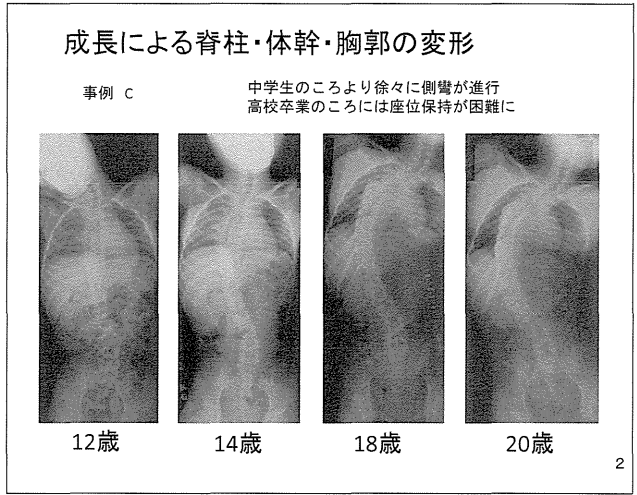 成長による脊柱・体幹・胸郭の変形
事例 C
中学生のころより徐々に側彎が進行
高校卒業のころには座位保持が困難に
12歳
14歳
18歳
20歳
2